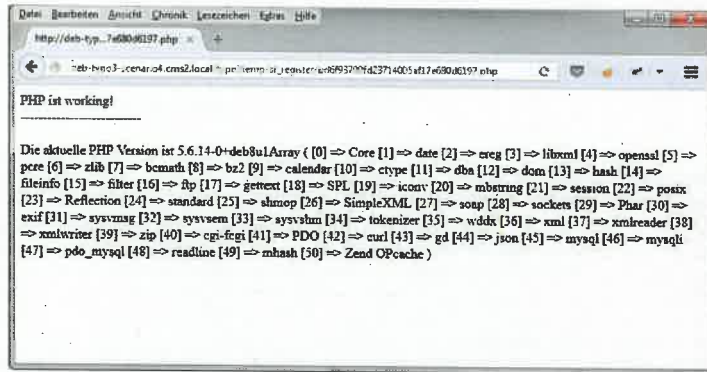 Datei Bearbeiten Ansicht Chronik Lesezeichen Extras Hilfe
http://deb-typ...7e680d6197.php × +
PHP ist working!
------------------------
Die aktuelle PHP Version ist 5.6.14-0+deb8u1Array ( [0] => Core [1] => date [2] => ereg [3] => libxml [4] => openssl [5] =>
pcre [6] => zlib [7] => bcmath [8] => bz2 [9] => calendar [10] => ctype [11] => dba [12] => dom [13] => hash [14] =>
fileinfo [15] => filter [16] => ftp [17] => gettext [18] => SPL [19] => iconv [20] => mbstring [21] => session [22] => posix
[23] => Reflection [24] => standard [25] => shmop [26] => SimpleXML [27] => soap [28] => sockets [29] => Phar [30] =>
exif [31] => sysvmsg [32] => sysvsem [33] => sysvshm [34] => tokenizer [35] => wddx [36] => xml [37] => xmlreader [38]
=> xmlwriter [39] => zip [40] => cgi-fcgi [41] => PDO [42] => curl [43] => gd [44] => json [45] => mysql [46] => mysqli
[47] => pdo_mysql [48] => readline [49] => mhash [50] => Zend OPcache )